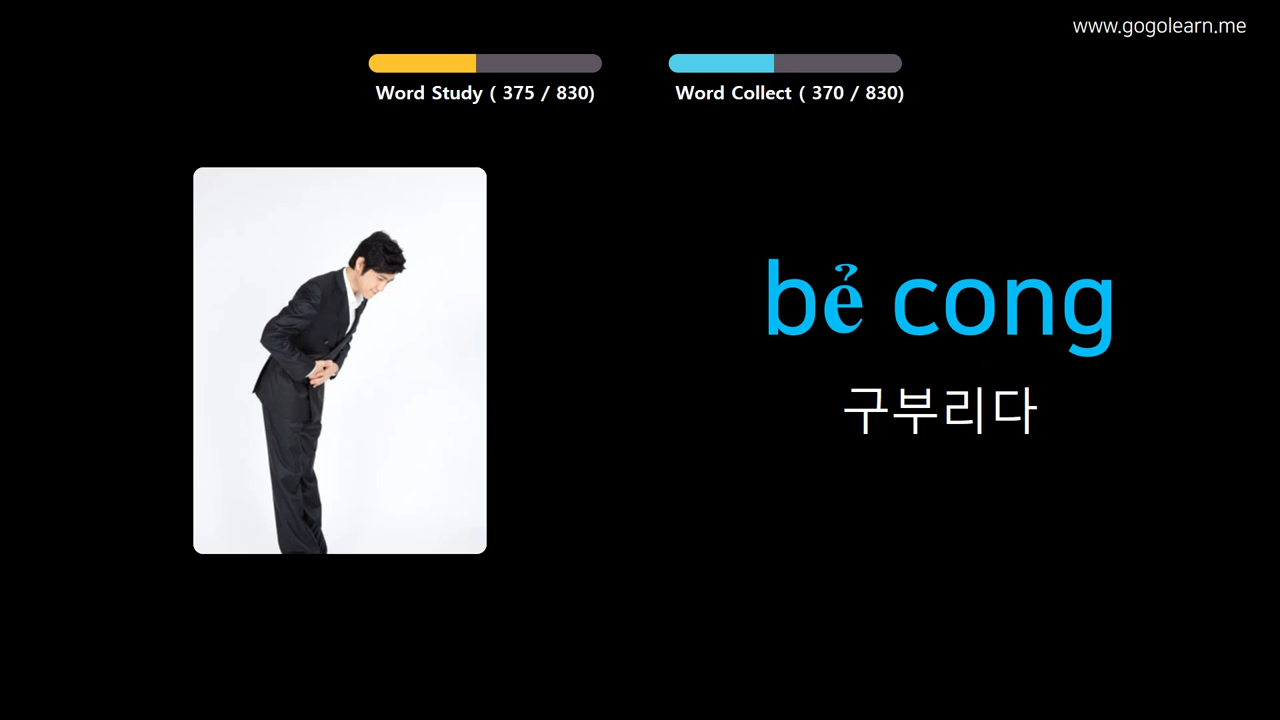 www.gogolearn.me
Word Study ( 375 / 830)
Word Collect ( 370 / 830)
bẻ cong
구부리다